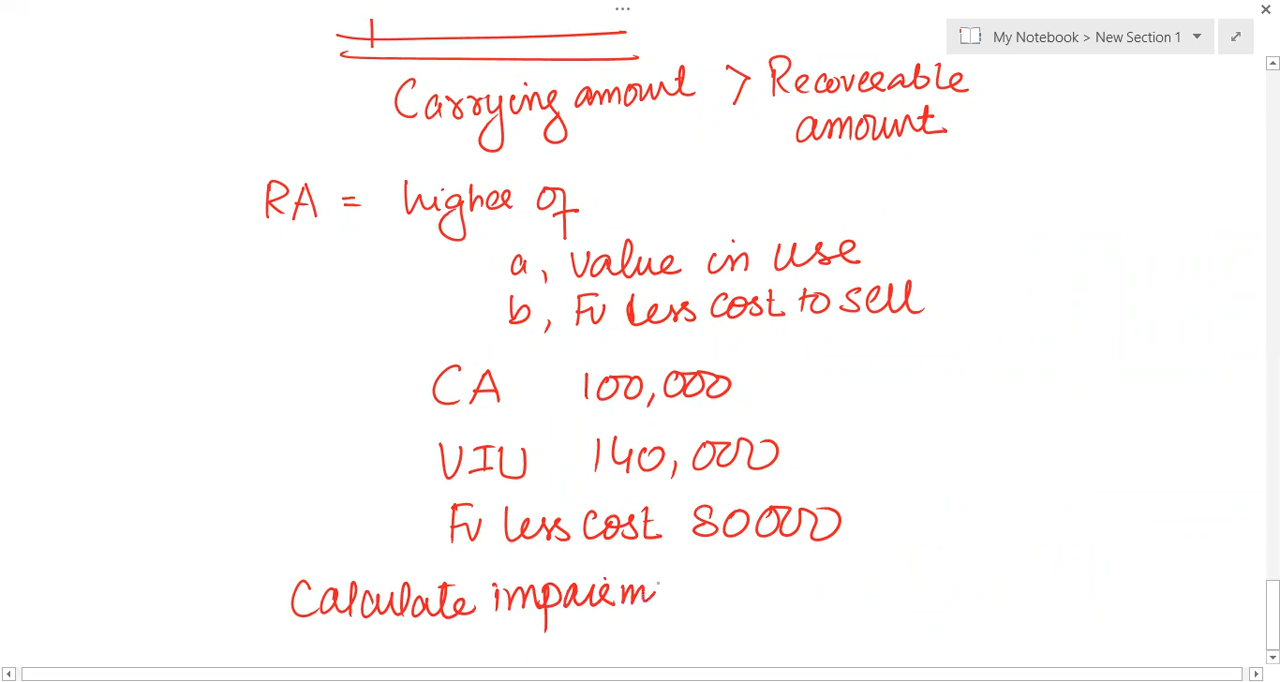 My Notebook > New Section 1
Carrying amount > Recoverable
amount
RA = higher of
a, value in use
b, Fv less cost to sell
CA 100,000
VIU 140,000
Fv less cost 80000
Calculate impairm